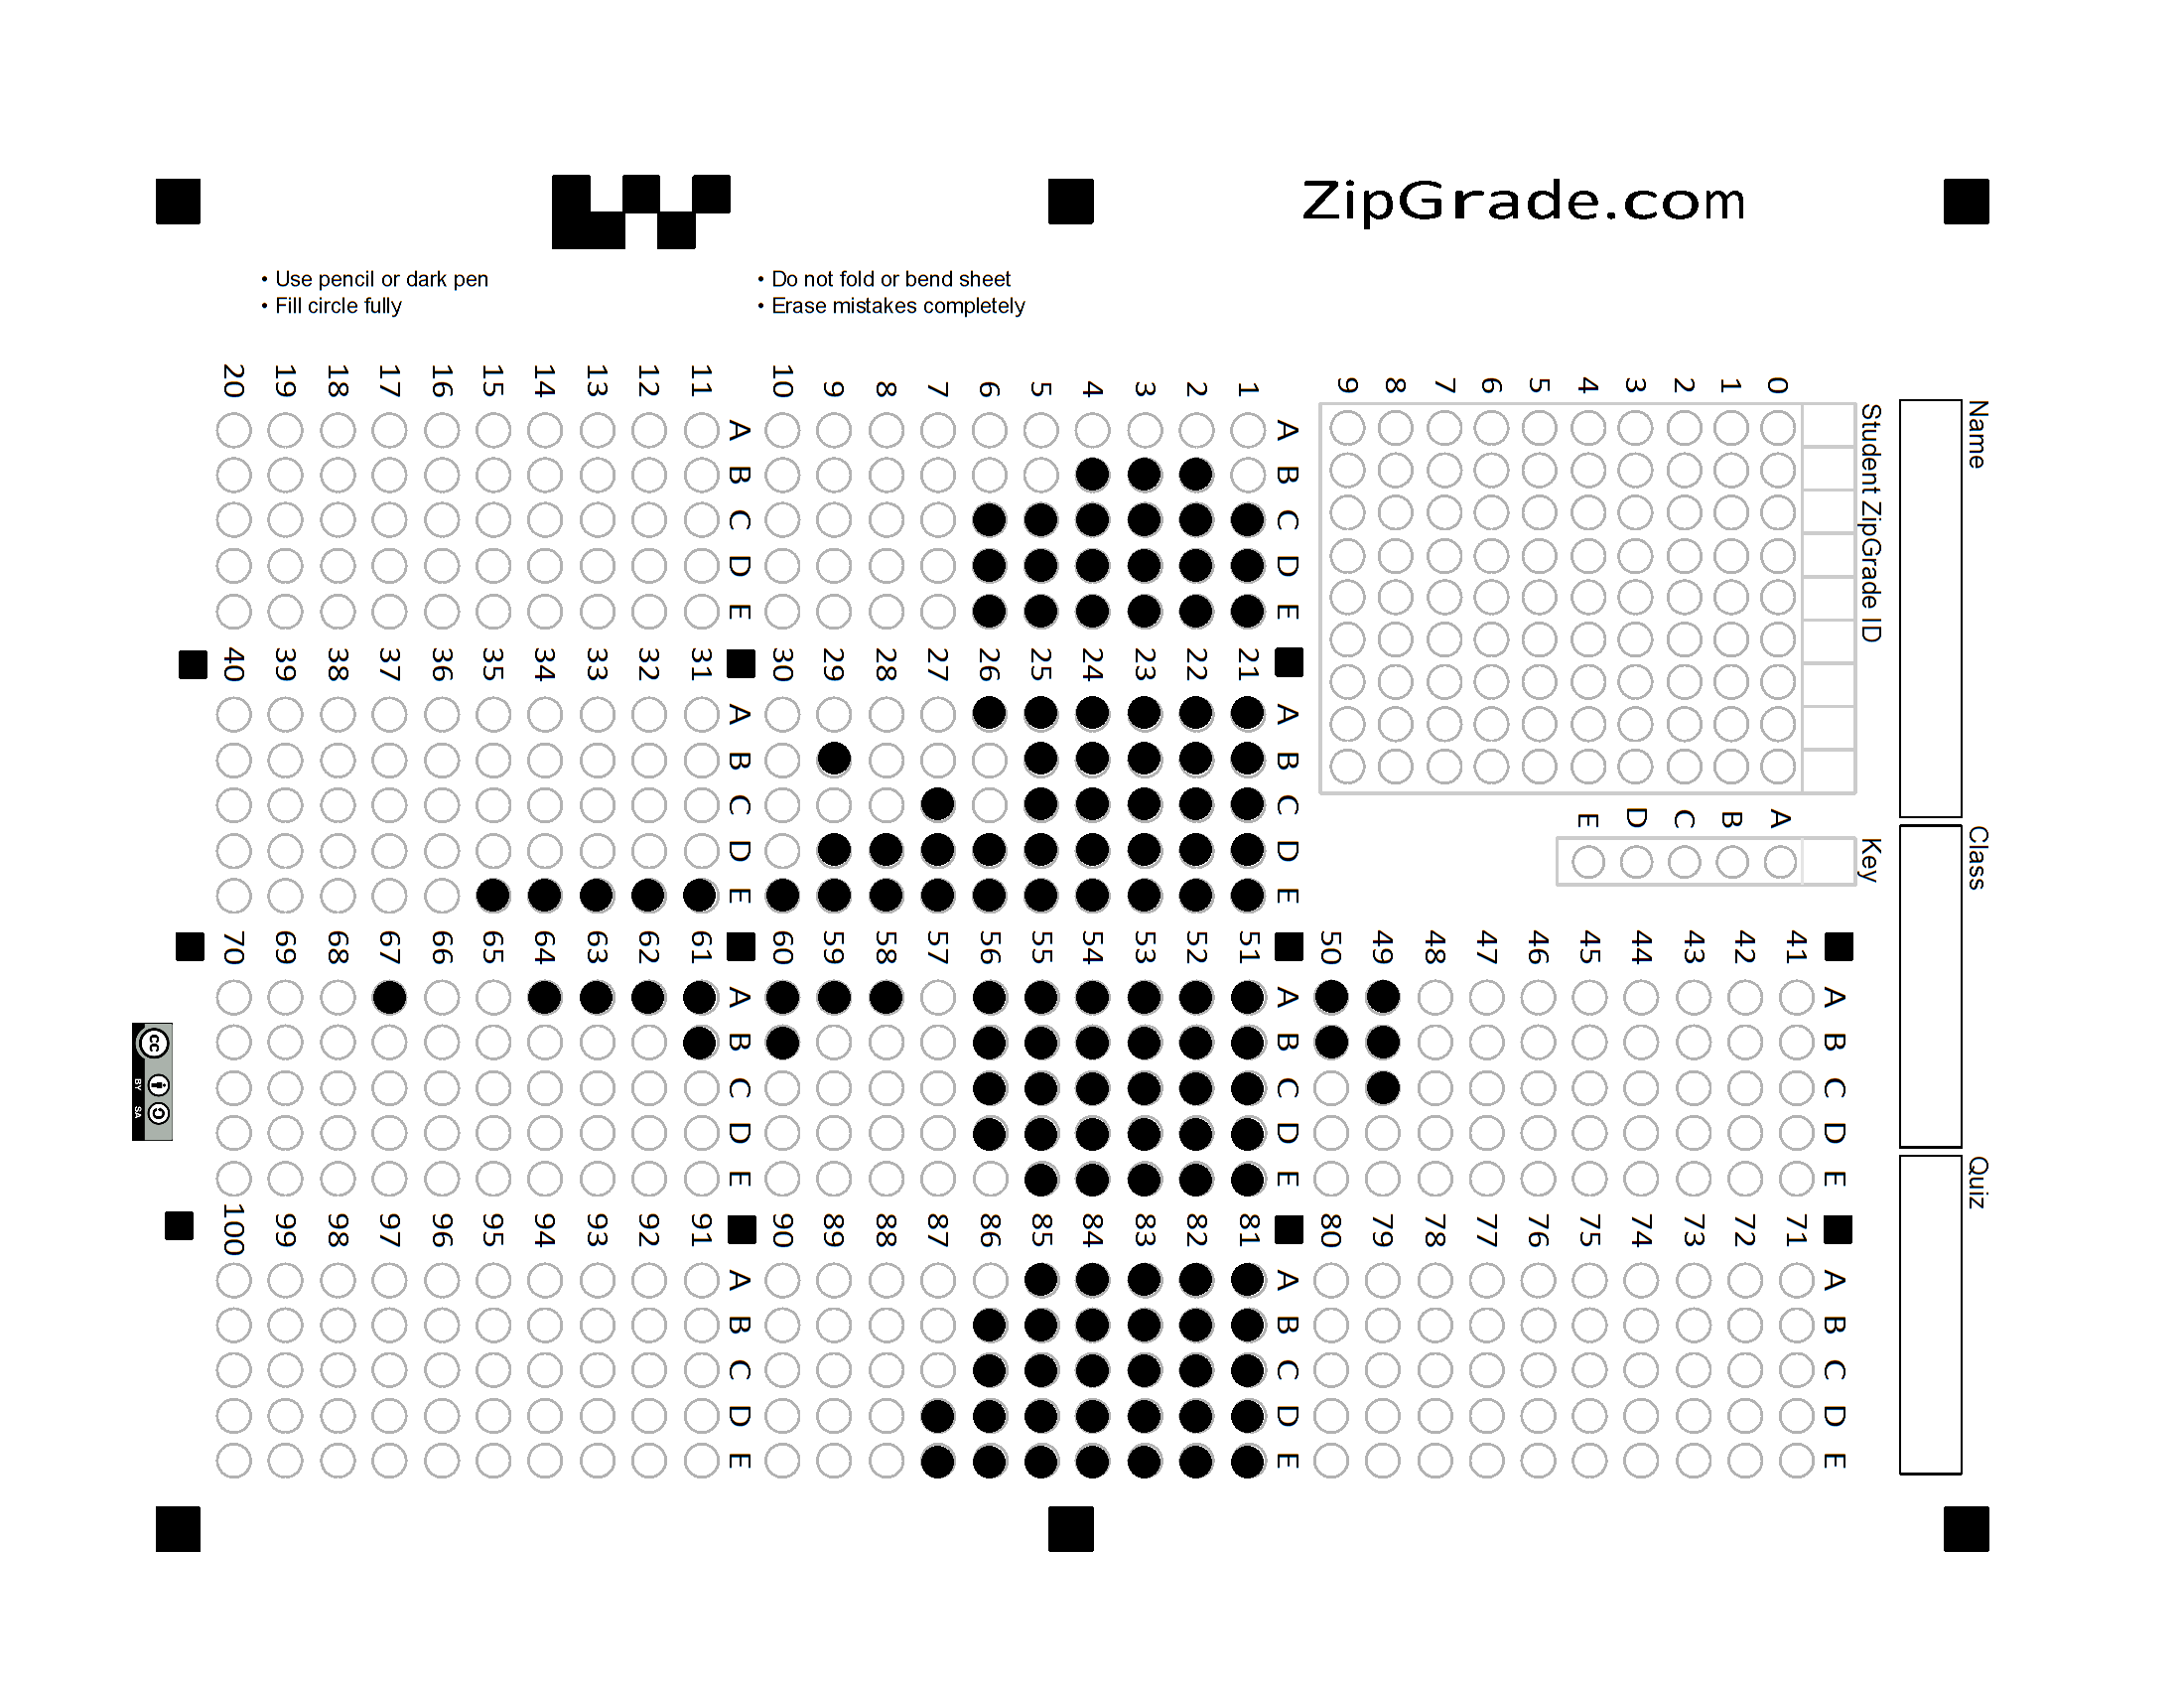 ZipGrade.com
• Use pencil or dark pen
• Fill circle fully
• Do not fold or bend sheet
• Erase mistakes completely
Name
Class
Quiz
Student ZipGrade ID
0 1 2 3 4 5 6 7 8 9
Key
A B C D E
1 2 3 4 5 6 7 8 9 10
A B C D E
11 12 13 14 15 16 17 18 19 20
A B C D E
21 22 23 24 25 26 27 28 29 30
A B C D E
31 32 33 34 35 36 37 38 39 40
A B C D E
41 42 43 44 45 46 47 48 49 50
A B C D E
51 52 53 54 55 56 57 58 59 60
A B C D E
61 62 63 64 65 66 67 68 69 70
A B C D E
71 72 73 74 75 76 77 78 79 80
A B C D E
81 82 83 84 85 86 87 88 89 90
A B C D E
91 92 93 94 95 96 97 98 99 100
A B C D E
cc
BY SA